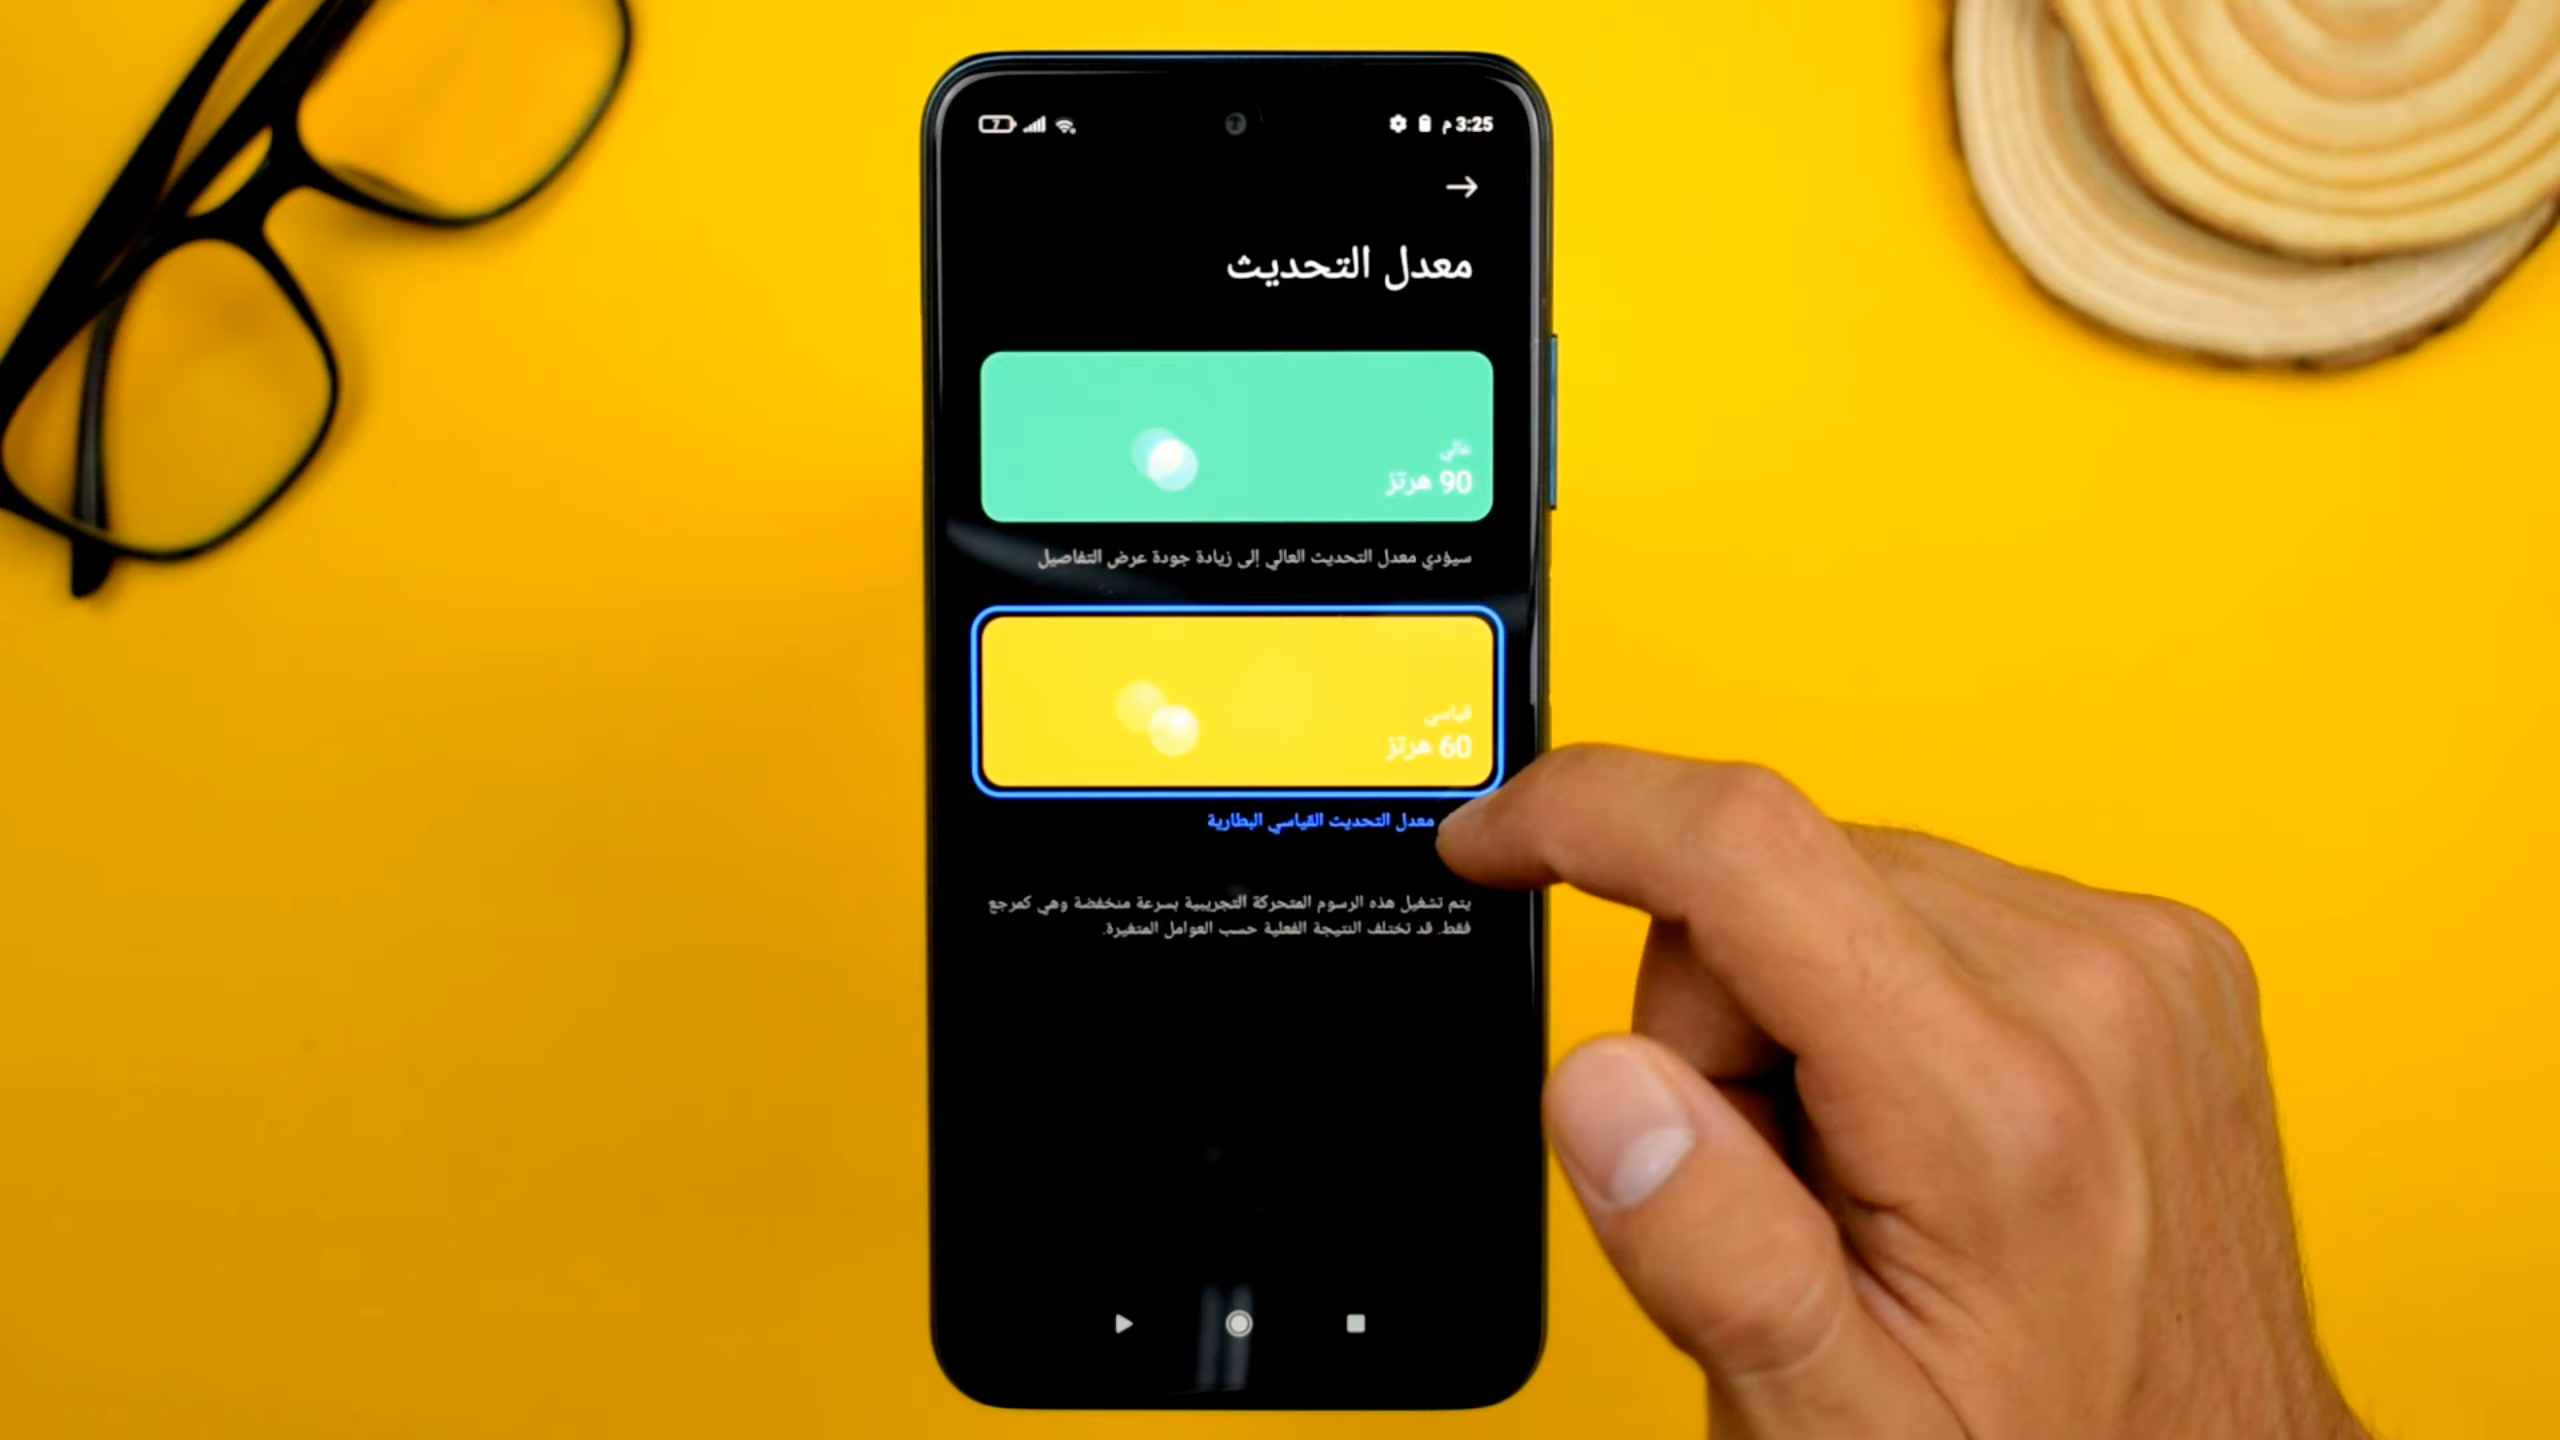 7
3:25 م
معدل التحديث
عالي
90 هرتز
سيؤدي معدل التحديث العالي إلى زيادة جودة عرض التفاصيل
قياسي
60 هرتز
معدل التحديث القياسي البطارية
يتم تشغيل هذه الرسوم المتحركة التجريبية بسرعة منخفضة وهي كمرجع
فقط. قد تختلف النتيجة الفعلية حسب العوامل المتغيرة.